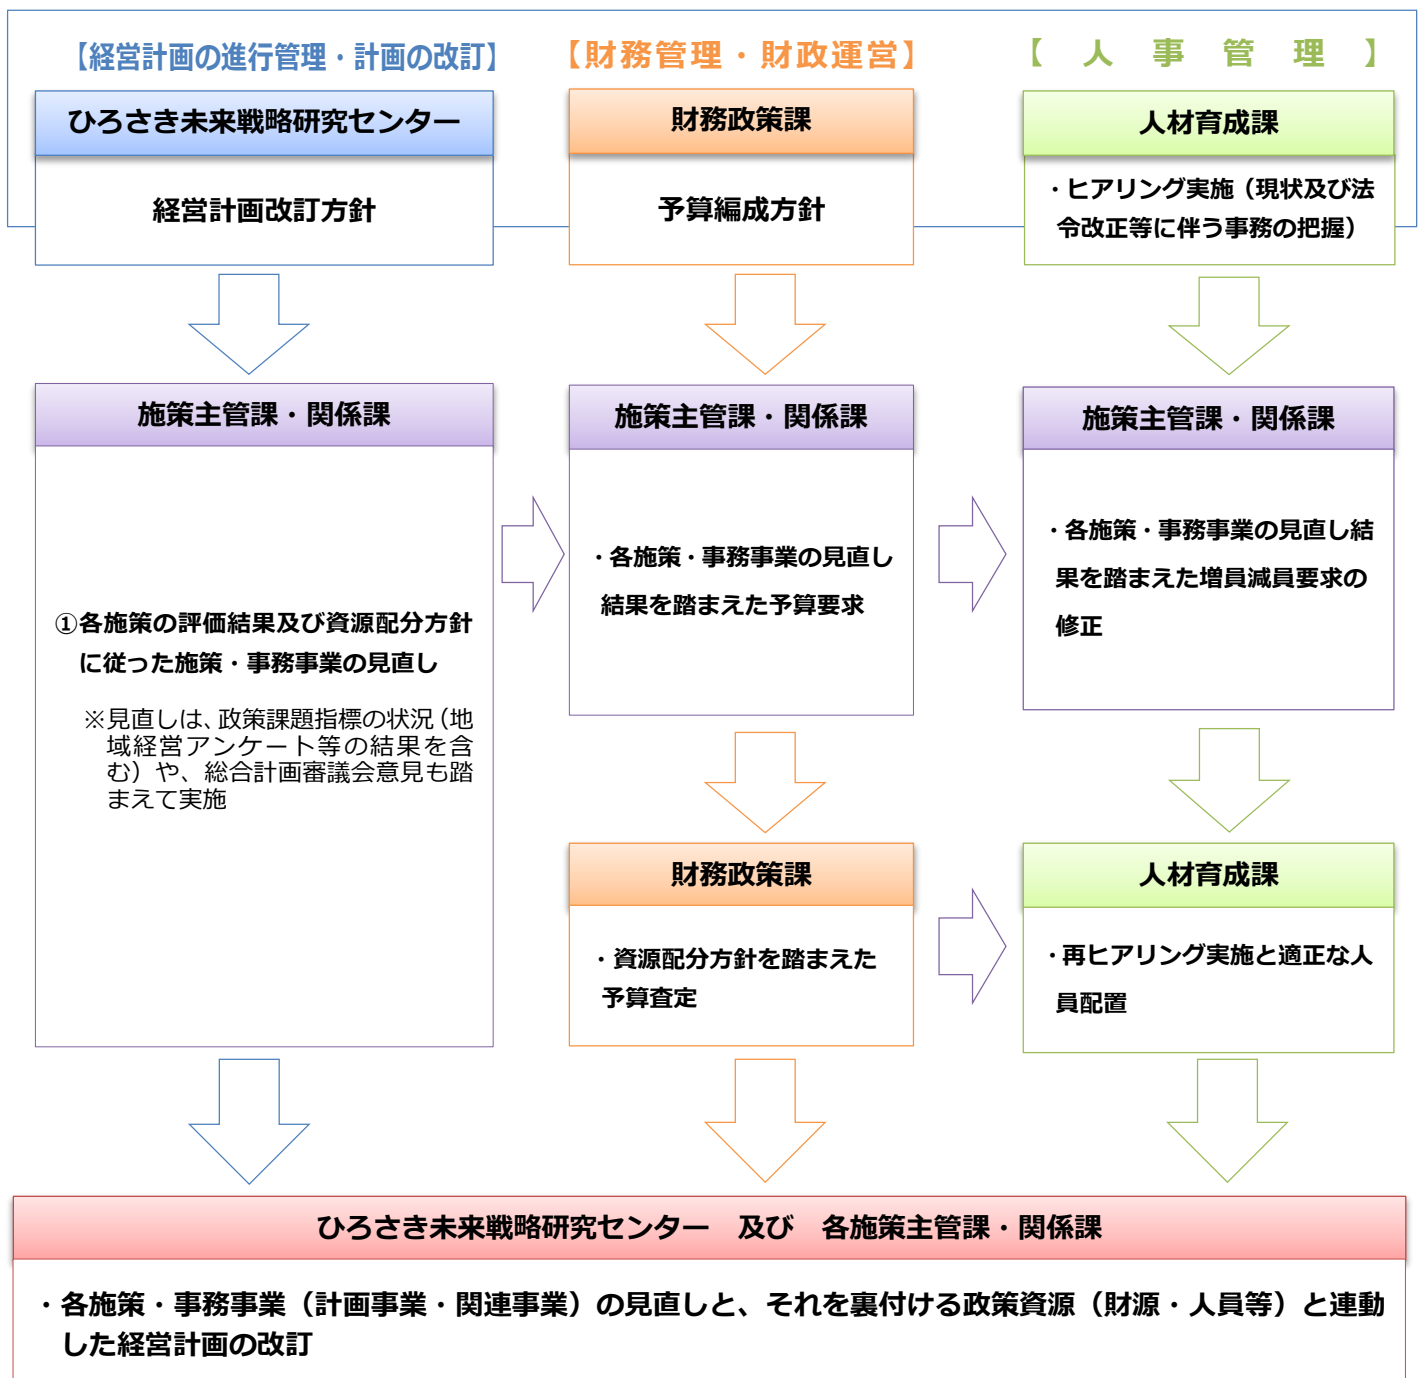 【経営計画の進行管理・計画の改訂】
【財務管理・財政運営】
【人事管理】
ひろさき未来戦略研究センター
財務政策課
人材育成課
経営計画改訂方針
予算編成方針
・ヒアリング実施（現状及び法
令改正等に伴う事務の把握）
施策主管課・関係課
施策主管課・関係課
施策主管課・関係課
①各施策の評価結果及び資源配分方針
に従った施策・事務事業の見直し
※見直しは、政策課題指標の状況（地
域経営アンケート等の結果を含
む）や、総合計画審議会意見も踏
まえて実施
・各施策・事務事業の見直し
結果を踏まえた予算要求
・各施策・事務事業の見直し結
果を踏まえた増員減員要求の
修正
財務政策課
人材育成課
・資源配分方針を踏まえた
予算査定
・再ヒアリング実施と適正な人
員配置
ひろさき未来戦略研究センター　及び　各施策主管課・関係課
・各施策・事務事業（計画事業・関連事業）の見直しと、それを裏付ける政策資源（財源・人員等）と連動
した経営計画の改訂